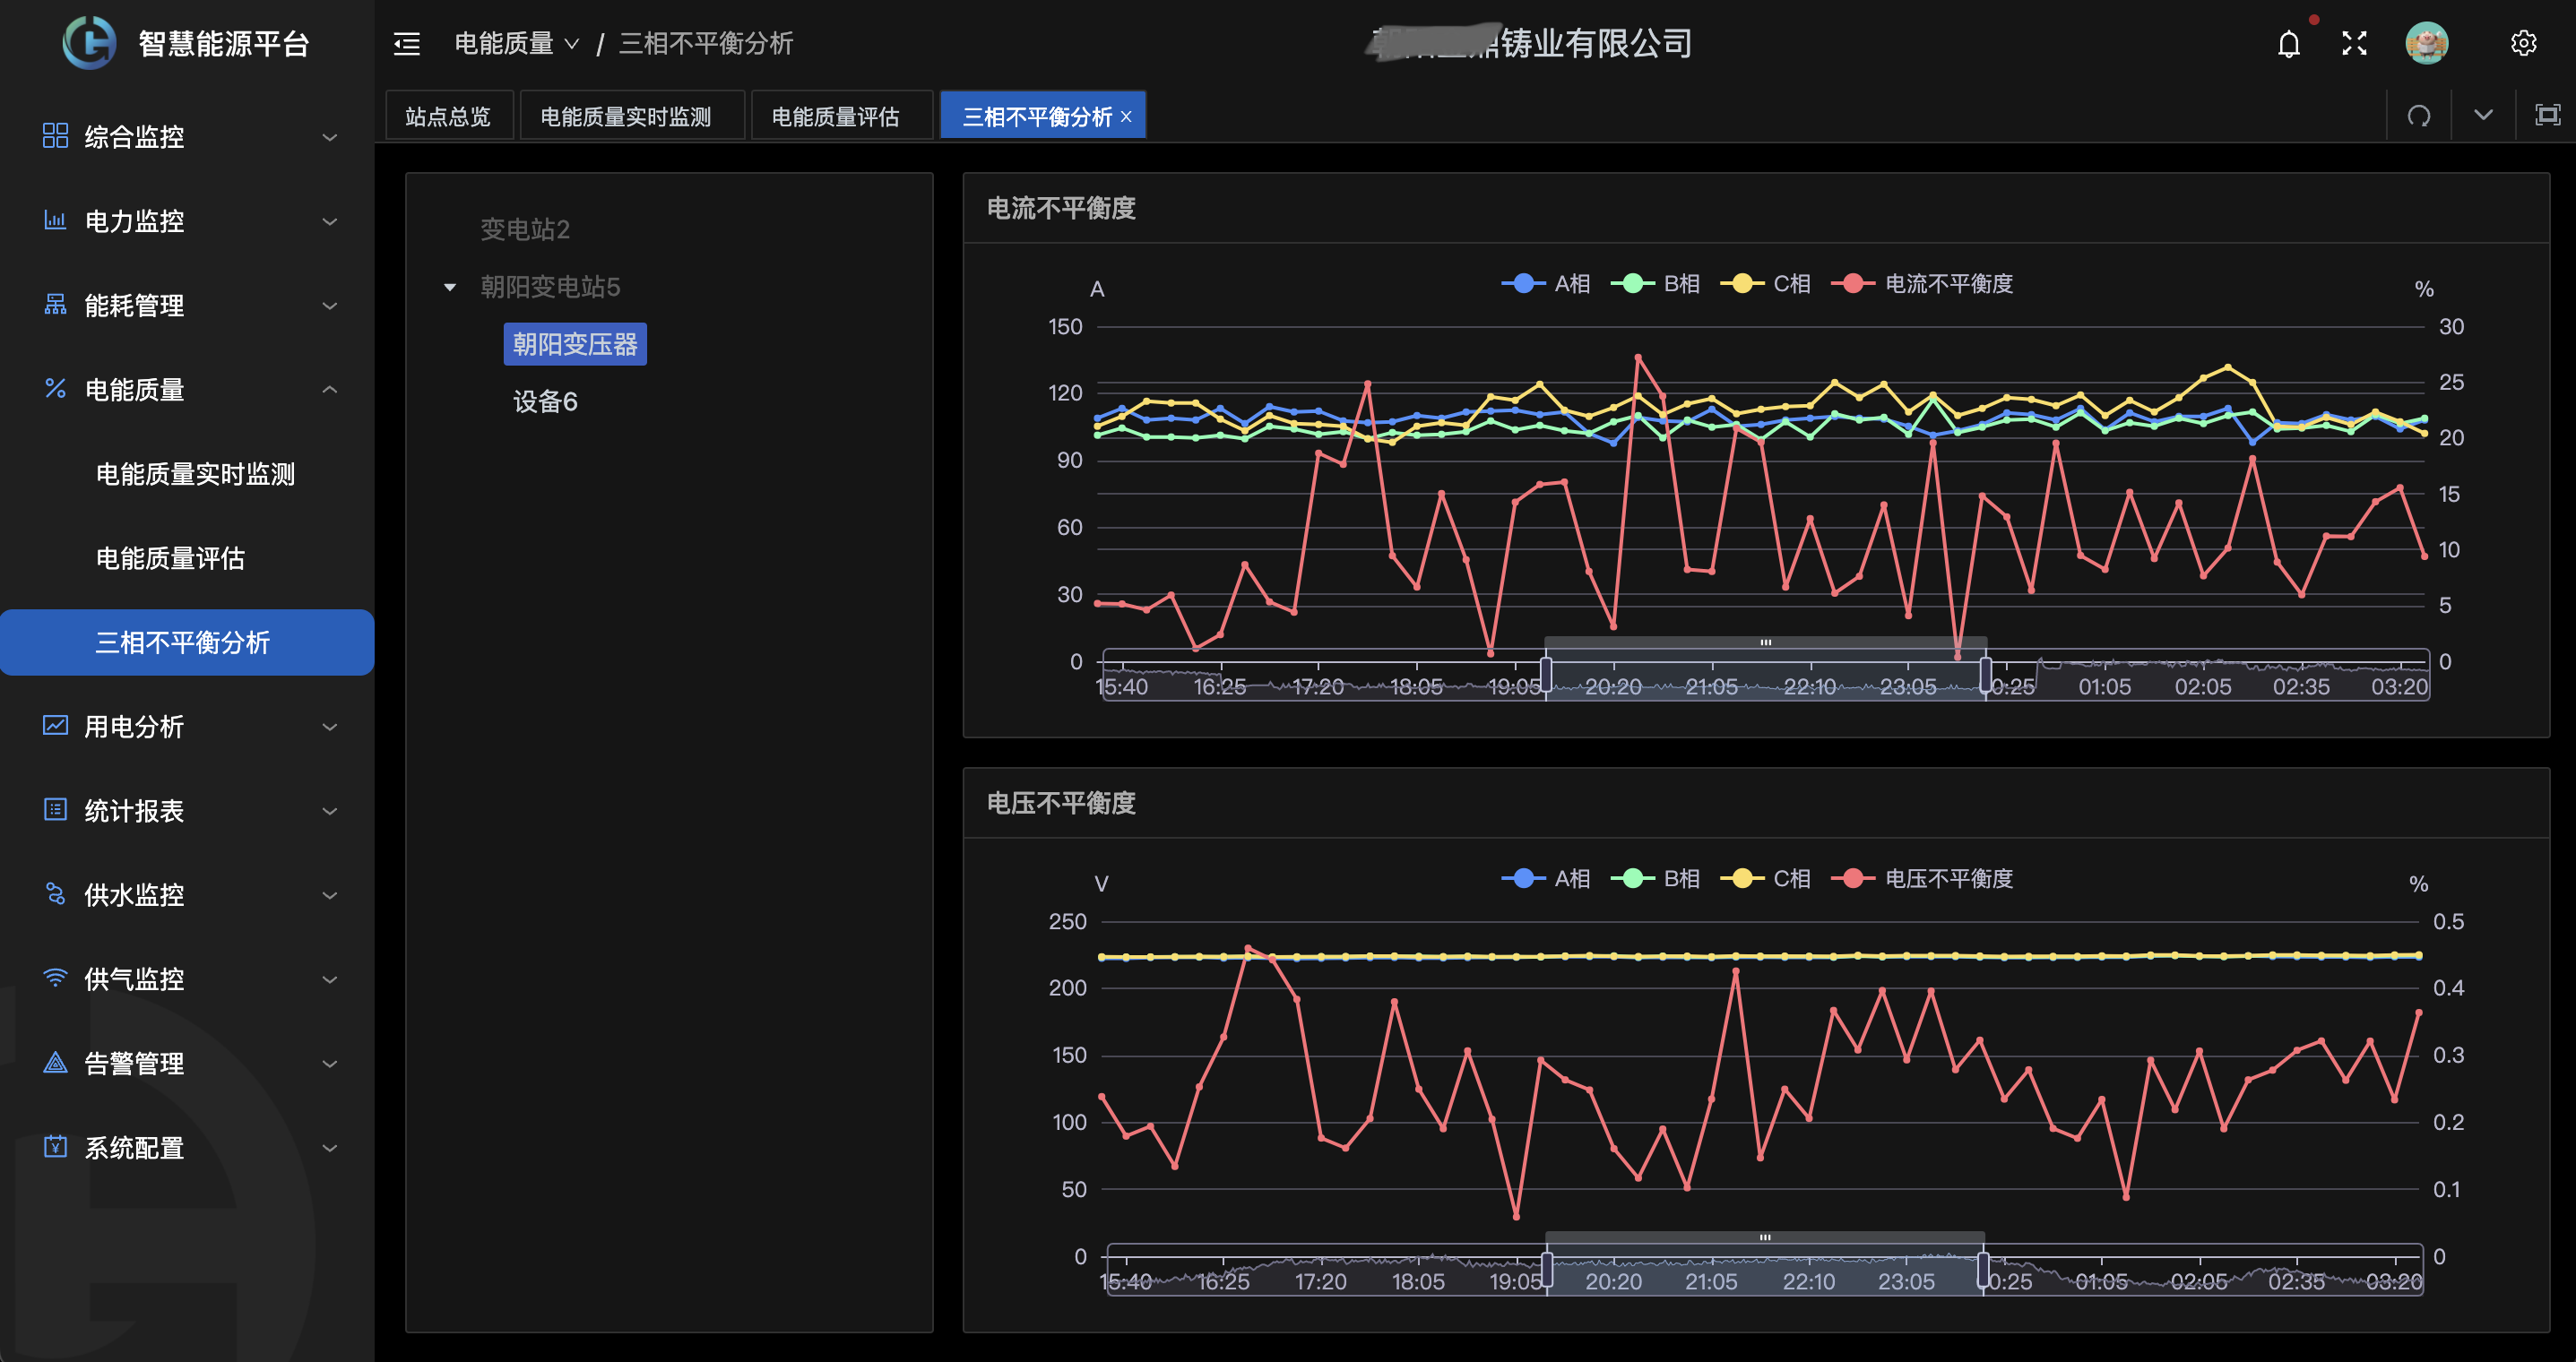 智慧能源平台
电能质量 / 三相不平衡分析
铸业有限公司
站点总览 电能质量实时监测 电能质量评估 三相不平衡分析 ×
综合监控
电力监控
能耗管理
电能质量
电能质量实时监测
电能质量评估
三相不平衡分析
用电分析
统计报表
供水监控
供气监控
告警管理
系统配置
变电站2
朝阳变电站5
朝阳变压器
设备6
电流不平衡度
A相 B相 C相 电流不平衡度
A
%
150
120
90
60
30
0
30
25
20
15
10
5
0
15:40 16:25 17:20 18:05 19:05 20:20 21:05 22:10 23:05 0:25 01:05 02:05 02:35 03:20
电压不平衡度
A相 B相 C相 电压不平衡度
V
%
250
200
150
100
50
0
0.5
0.4
0.3
0.2
0.1
0
15:40 16:25 17:20 18:05 19:05 20:20 21:05 22:10 23:05 0:25 01:05 02:05 02:35 03:20